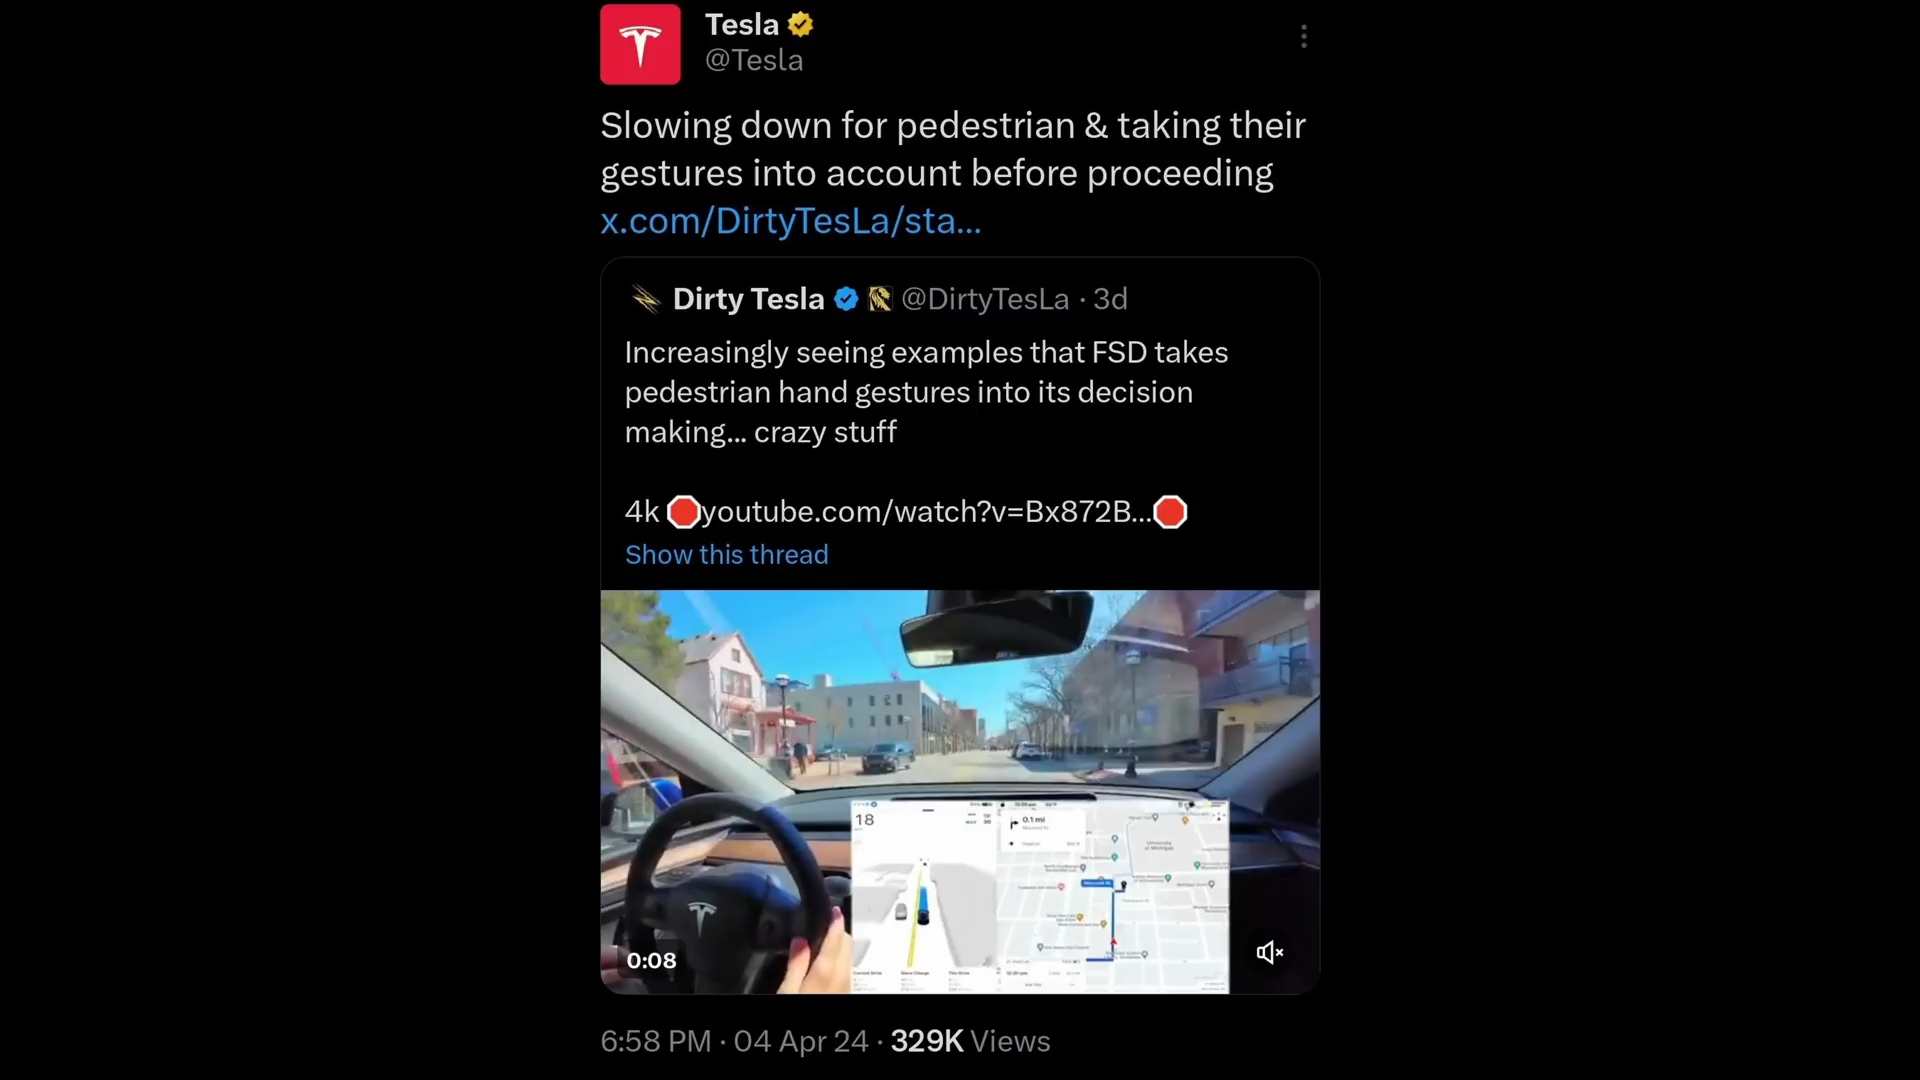 Tesla
@Tesla
Slowing down for pedestrian & taking their
gestures into account before proceeding
x.com/DirtyTesLa/sta...
Dirty Tesla @DirtyTesLa · 3d
Increasingly seeing examples that FSD takes
pedestrian hand gestures into its decision
making... crazy stuff
4k 🛑youtube.com/watch?v=Bx872B...🛑
Show this thread
18
0.1 mi
University
of Michigan
0:08
6:58 PM · 04 Apr 24 · 329K Views